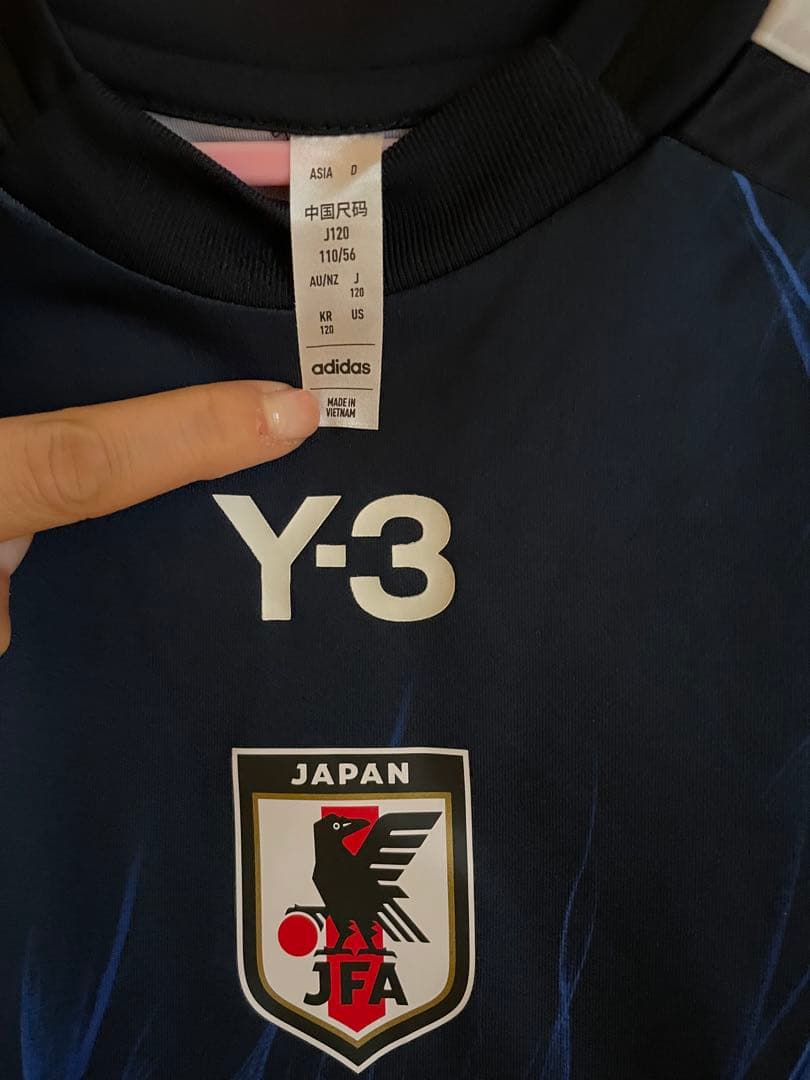 ASIA D
中国尺码
J120
110/56
AU/NZ J
120
KR US
120
adidas
MADE IN
VIETNAM
Y-3
JAPAN
JFA